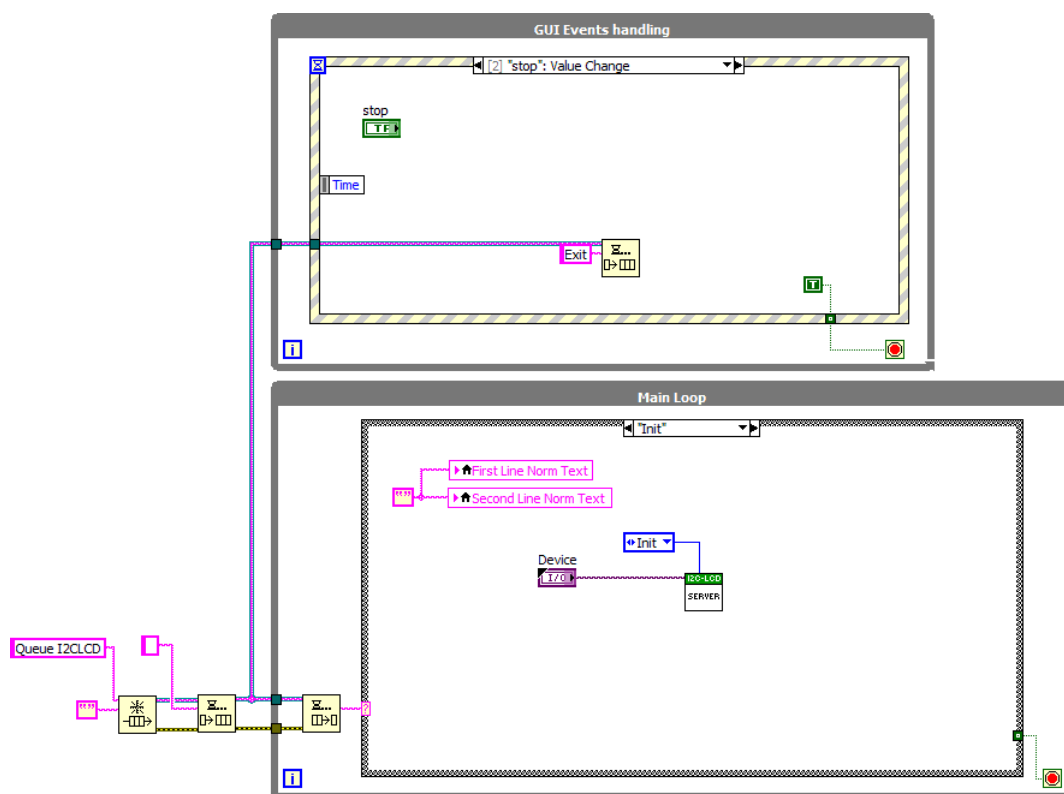 GUI Events handling
[2] "stop": Value Change
stop
TF
Time
Exit
T
i
Main Loop
"Init"
First Line Norm Text
"" Second Line Norm Text
Init
Device
I/O
I2C-LCD
SERVER
Queue I2CLCD
""
?
i